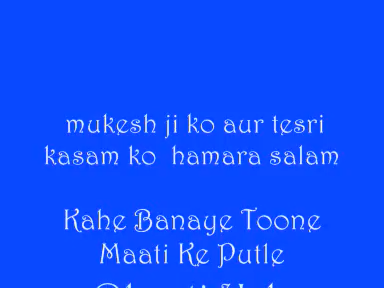 mukesh ji ko aur tesri
kasam ko hamara salam
Kahe Banaye Toone
Maati Ke Putle